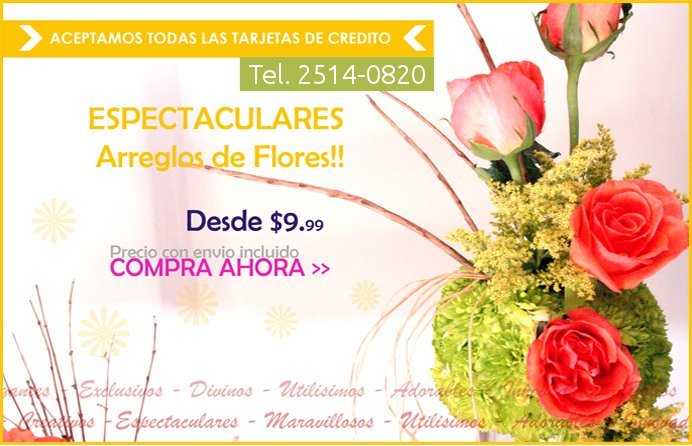 ACEPTAMOS TODAS LAS TARJETAS DE CREDITO
Tel. 2514-0820
ESPECTACULARES
Arreglos de Flores!!
Desde $9.99
Precio con envio incluido
COMPRA AHORA >>
- Exclusivos - Divinos - Utilisimos - Adorables -
Creativos - Espectaculares - Maravillosos - Utilisimos - Adorables -